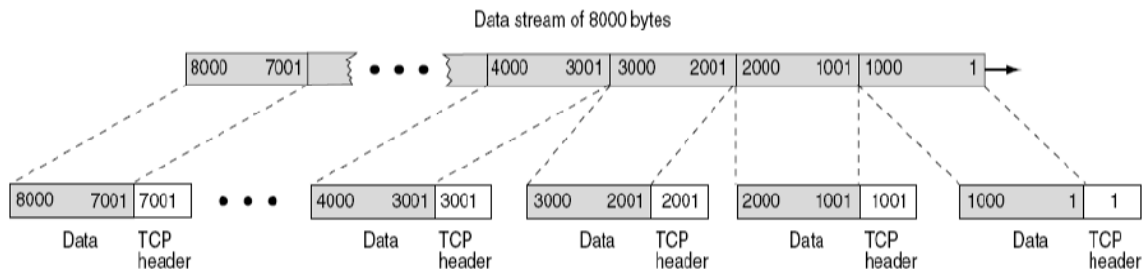 Data stream of 8000 bytes
8000 7001 4000 3001 3000 2001 2000 1001 1000 1
8000 7001 7001 4000 3001 3001 3000 2001 2001 2000 1001 1001 1000 1 1
Data TCP header Data TCP header Data TCP header Data TCP header Data TCP header